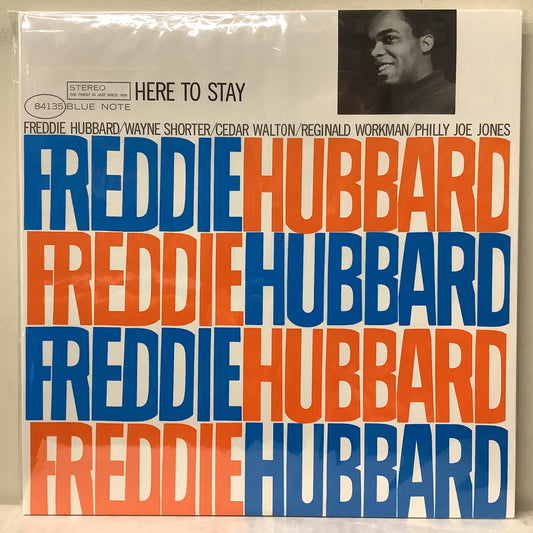 STEREO
THE FINEST IN JAZZ SINCE 1939
84135 BLUE NOTE
HERE TO STAY
FREDDIE HUBBARD/WAYNE SHORTER/CEDAR WALTON/REGINALD WORKMAN/PHILLY JOE JONES
FREDDIE HUBBARD
FREDDIE HUBBARD
FREDDIE HUBBARD
FREDDIE HUBBARD